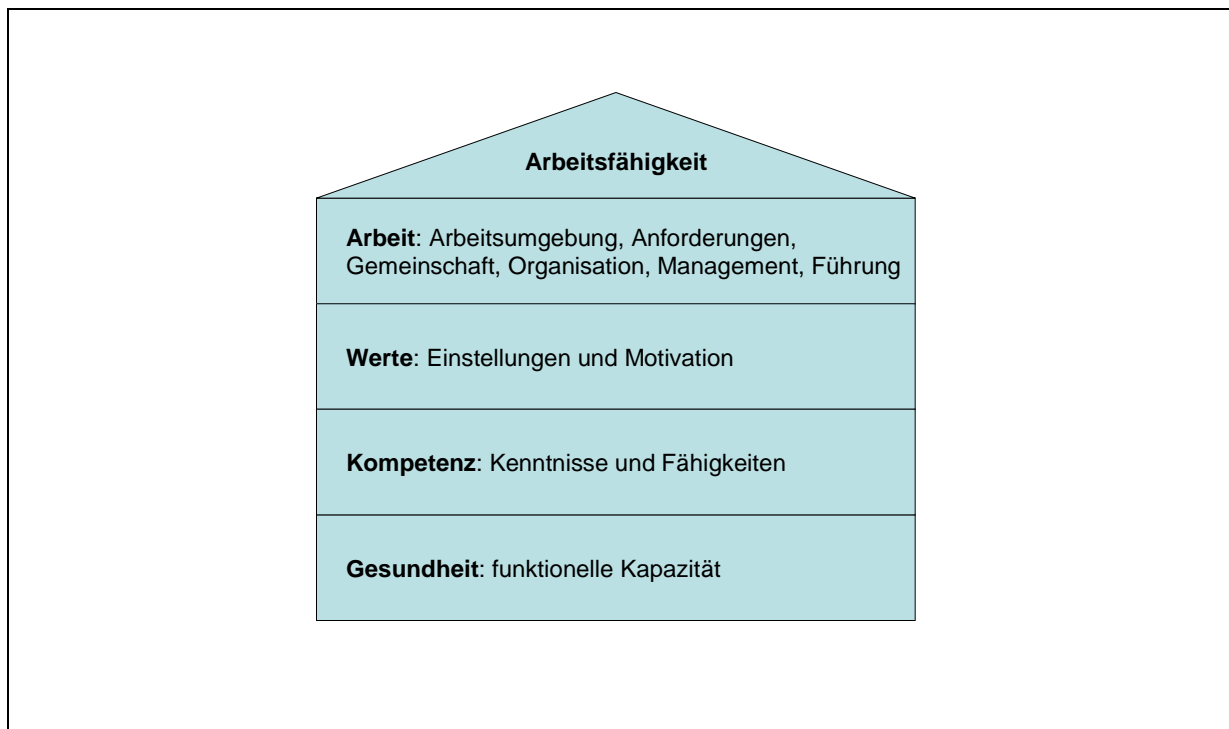 Arbeitsfähigkeit
Arbeit: Arbeitsumgebung, Anforderungen,
Gemeinschaft, Organisation, Management, Führung
Werte: Einstellungen und Motivation
Kompetenz: Kenntnisse und Fähigkeiten
Gesundheit: funktionelle Kapazität